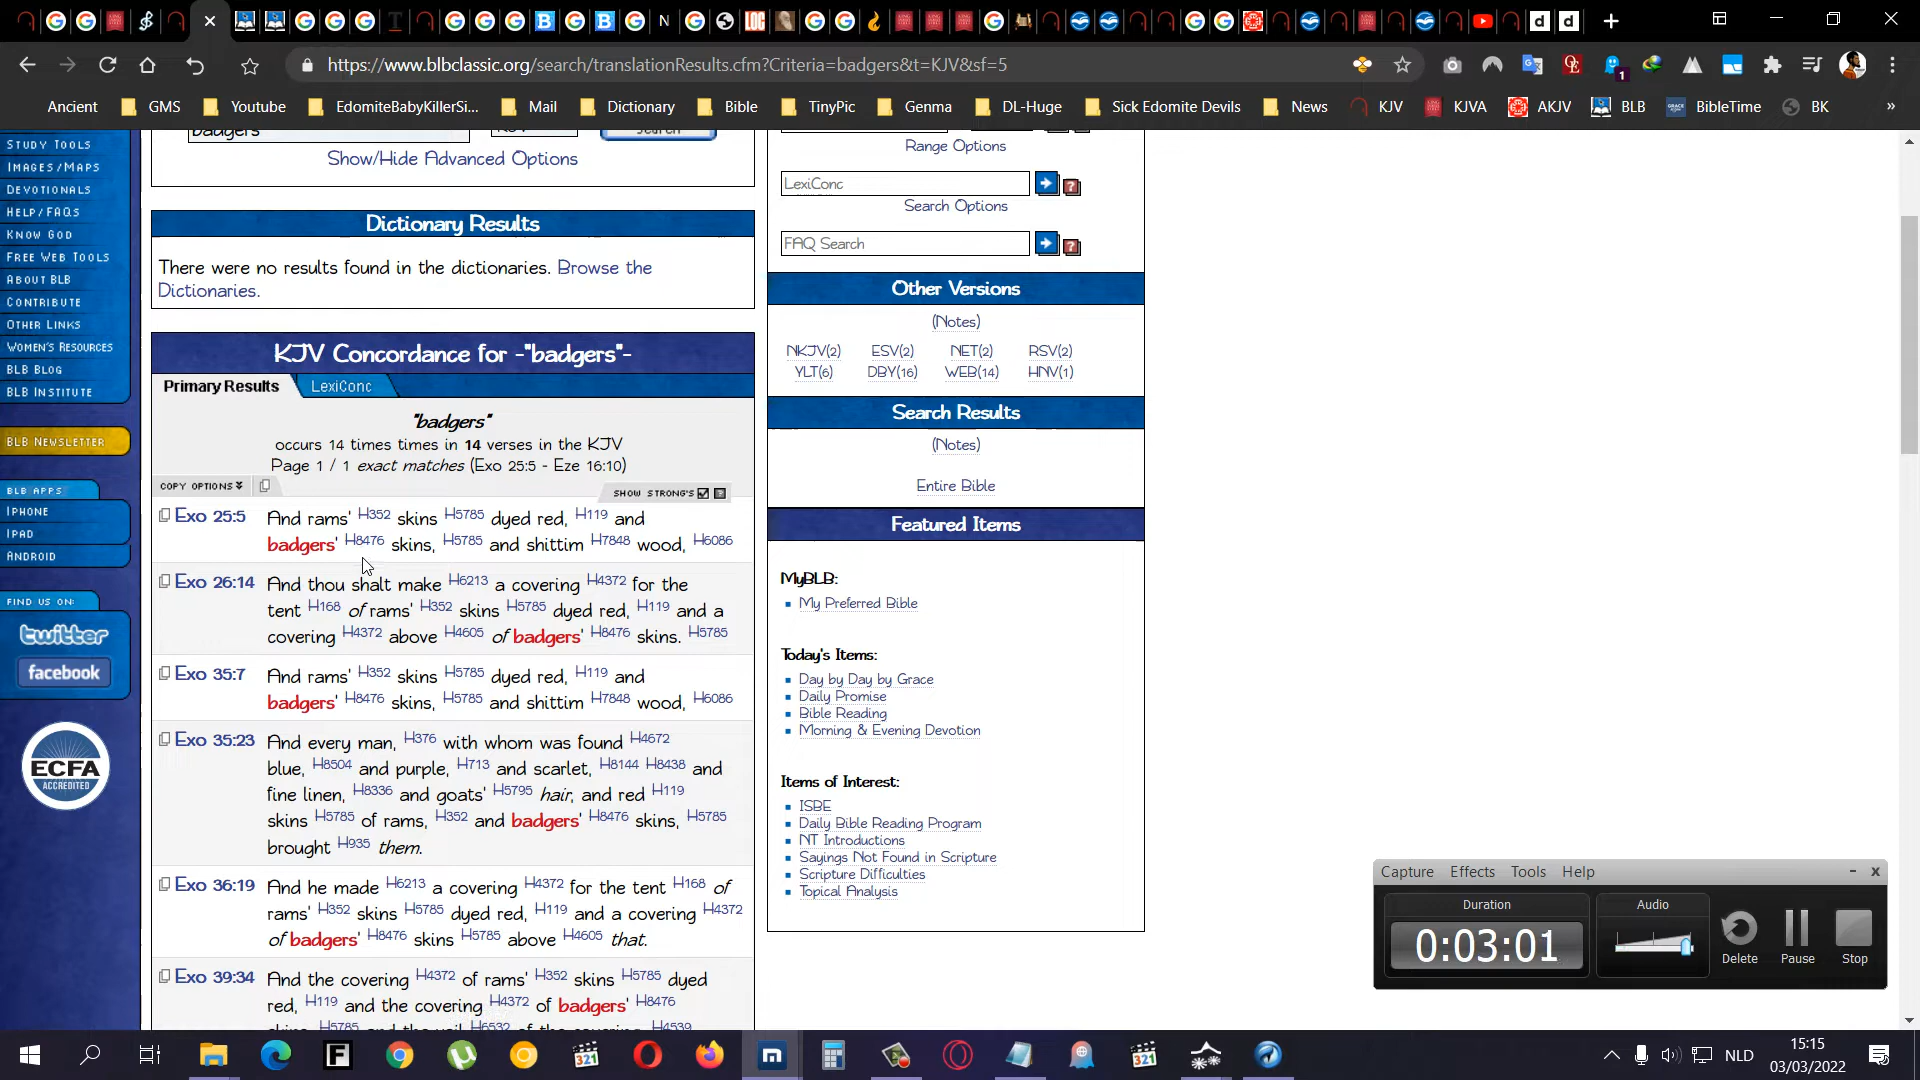 https://www.blbclassic.org/search/translationResults.cfm?Criteria=badgers&t=KJV&sf=5
1
Ancient GMS Youtube EdomiteBabyKillerSi... Mail Dictionary Bible TinyPic Genma DL-Huge Sick Edomite Devils News KJV KJVA AKJV BLB BibleTime BK »
STUDY TOOLS
IMAGES/MAPS
DEVOTIONALS
HELP/FAQS
KNOW GOD
FREE WEB TOOLS
ABOUT BLB
CONTRIBUTE
OTHER LINKS
WOMEN'S RESOURCES
BLB BLOG
BLB INSTITUTE
BLB NEWSLETTER
BLB APPS
IPHONE
IPAD
ANDROID
FIND US ON:
twitter
facebook
ECFA
ACCREDITED
badgers
Show/Hide Advanced Options
Dictionary Results
There were no results found in the dictionaries. Browse the
Dictionaries.
KJV Concordance for -"badgers"-
Primary Results LexiConc
"badgers"
occurs 14 times times in 14 verses in the KJV
Page 1 / 1 exact matches (Exo 25:5 - Eze 16:10)
COPY OPTIONS
SHOW STRONG'S
Exo 25:5 And rams' H352 skins H5785 dyed red, H119 and
badgers' H8476 skins, H5785 and shittim H7848 wood, H6086
Exo 26:14 And thou shalt make H6213 a covering H4372 for the
tent H168 of rams' H352 skins H5785 dyed red, H119 and a
covering H4372 above H4605 of badgers' H8476 skins. H5785
Exo 35:7 And rams' H352 skins H5785 dyed red, H119 and
badgers' H8476 skins, H5785 and shittim H7848 wood, H6086
Exo 35:23 And every man, H376 with whom was found H4672
blue, H8504 and purple, H713 and scarlet, H8144 H8438 and
fine linen, H8336 and goats' H5795 hair, and red H119
skins H5785 of rams, H352 and badgers' H8476 skins, H5785
brought H935 them.
Exo 36:19 And he made H6213 a covering H4372 for the tent H168 of
rams' H352 skins H5785 dyed red, H119 and a covering H4372
of badgers' H8476 skins H5785 above H4605 that.
Exo 39:34 And the covering H4372 of rams' H352 skins H5785 dyed
red, H119 and the covering H4372 of badgers' H8476
skins, H5785 and the vail H6532 of the covering, H4539
Range Options
LexiConc
?
Search Options
FAQ Search
?
Other Versions
(Notes)
NKJV(2) ESV(2) NET(2) RSV(2)
YLT(6) DBY(16) WEB(14) HNV(1)
Search Results
(Notes)
Entire Bible
Featured Items
MyBLB:
My Preferred Bible
Today's Items:
Day by Day by Grace
Daily Promise
Bible Reading
Morning & Evening Devotion
Items of Interest:
ISBE
Daily Bible Reading Program
NT Introductions
Sayings Not Found in Scripture
Scripture Difficulties
Topical Analysis
Capture Effects Tools Help
Duration
0:03:01
Audio
Delete
Pause
Stop
NLD
15:15
03/03/2022